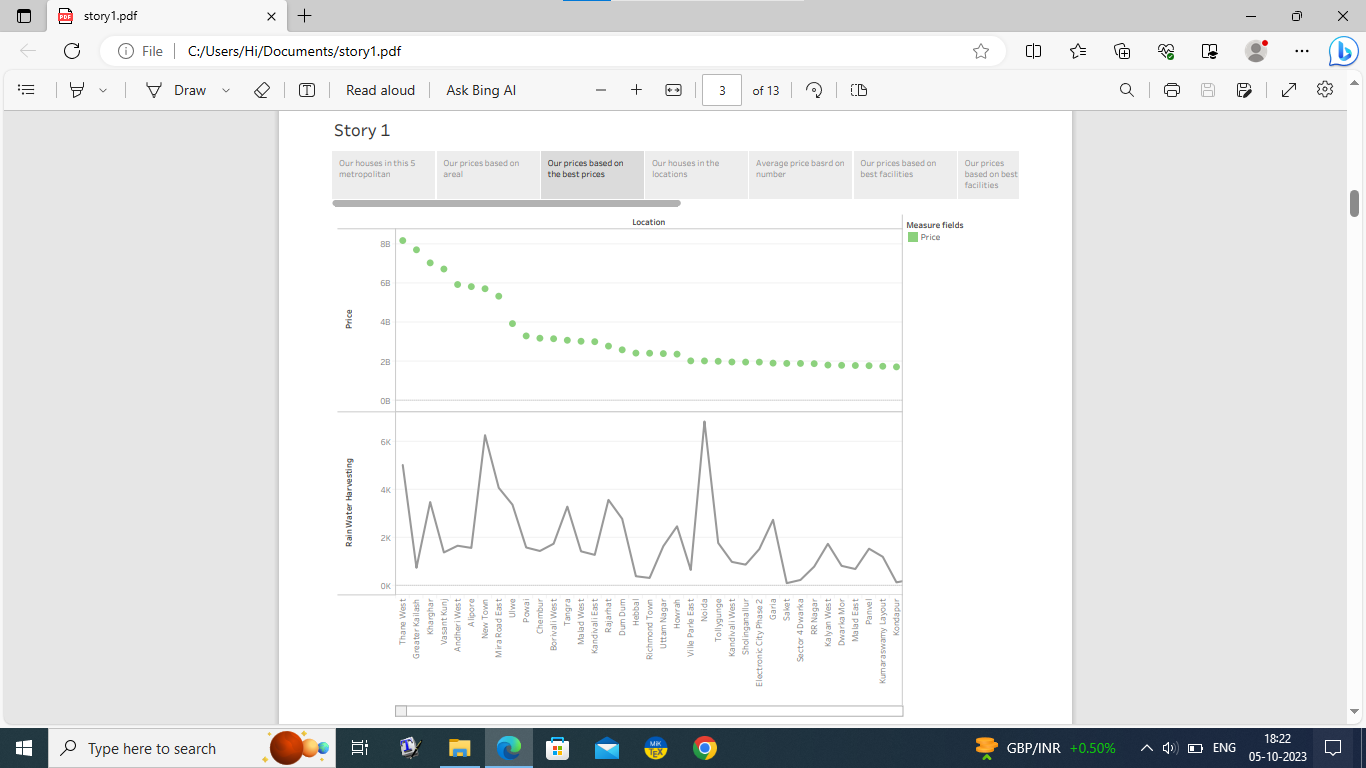 story1.pdf
File
C:/Users/Hi/Documents/story1.pdf
Draw
Read aloud
Ask Bing AI
3
of 13
Story 1
Our houses in this 5
metropolitan
Our prices based on
areal
Our prices based on
the best prices
Our houses in the
locations
Average price basrd on
number
Our prices based on
best facilities
Our prices
based on best
facilities
Location
Measure fields
Price
Price
8B
6B
4B
2B
0B
Rain Water Harvesting
6K
4K
2K
0K
Thane West
Greater Kailash
Kharghar
Vasant Kunj
Andheri West
Alipore
New Town
Mira Road East
Ulwe
Powai
Chembur
Borivali West
Tangra
Malad West
Kandivali East
Rajarhat
Dum Dum
Hebbal
Richmond Town
Uttam Nagar
Howrah
Ville Parle East
Noida
Tollygunge
Kandivali West
Sholinganallur
Electronic City Phase 2
Garia
Saket
Sector 4 Dwarka
RR Nagar
Kalyan West
Dwarka Mor
Malad East
Panvel
Kumaraswamy Layout
Kondapur
Type here to search
GBP/INR +0.50%
ENG
18:22
05-10-2023